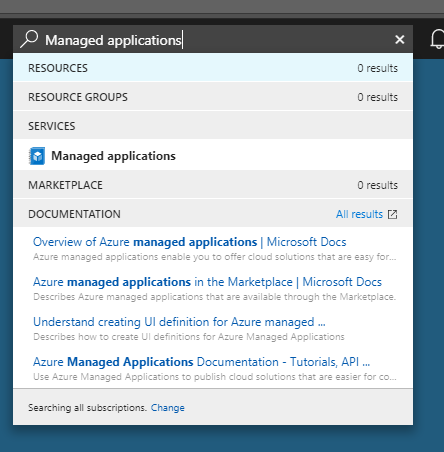 Managed applications
RESOURCES 0 results
RESOURCE GROUPS 0 results
SERVICES
Managed applications
MARKETPLACE 0 results
DOCUMENTATION All results
Overview of Azure managed applications | Microsoft Docs
Azure managed applications enable you to offer cloud solutions that are easy for...
Azure managed applications in the Marketplace | Microsoft Docs
Describes Azure managed applications that are available through the Marketplace.
Understand creating UI definition for Azure managed ...
Describes how to create UI definitions for Azure Managed Applications
Azure Managed Applications Documentation - Tutorials, API ...
Use Azure Managed Applications to publish cloud solutions that are easier for co...
Searching all subscriptions. Change